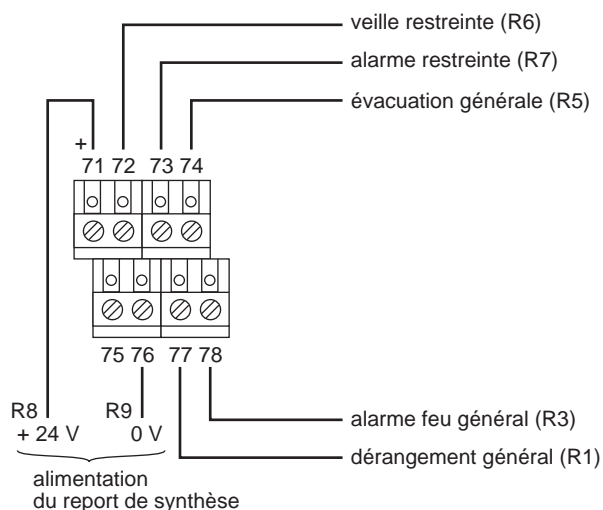 veille restreinte (R6)
alarme restreinte (R7)
évacuation générale (R5)
+
71 72 73 74
75 76 77 78
R8 R9
+ 24 V 0 V
alarme feu général (R3)
dérangement général (R1)
alimentation
du report de synthèse